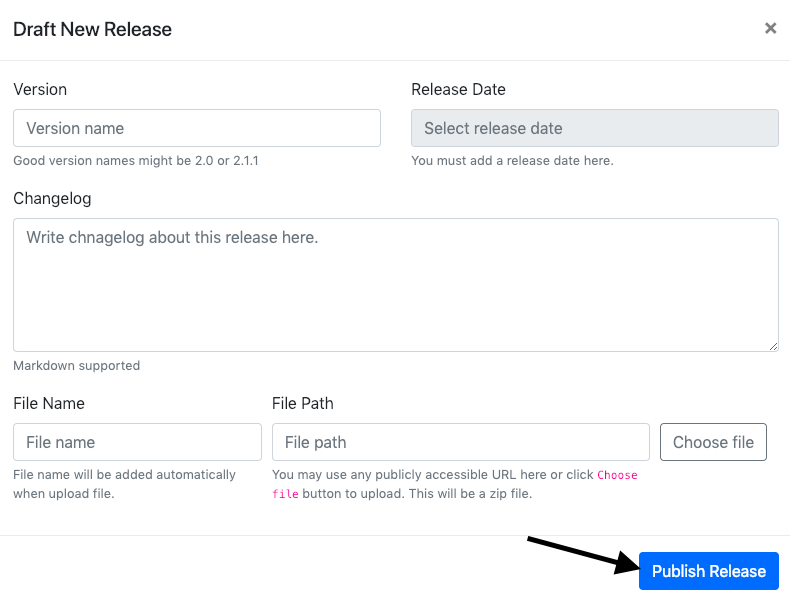 Draft New Release
×
Version
Release Date
Version name
Select release date
Good version names might be 2.0 or 2.1.1
You must add a release date here.
Changelog
Write chnagelog about this release here.
Markdown supported
File Name
File Path
File name
File path
Choose file
File name will be added automatically
when upload file.
You may use any publicly accessible URL here or click Choose
file button to upload. This will be a zip file.
Publish Release